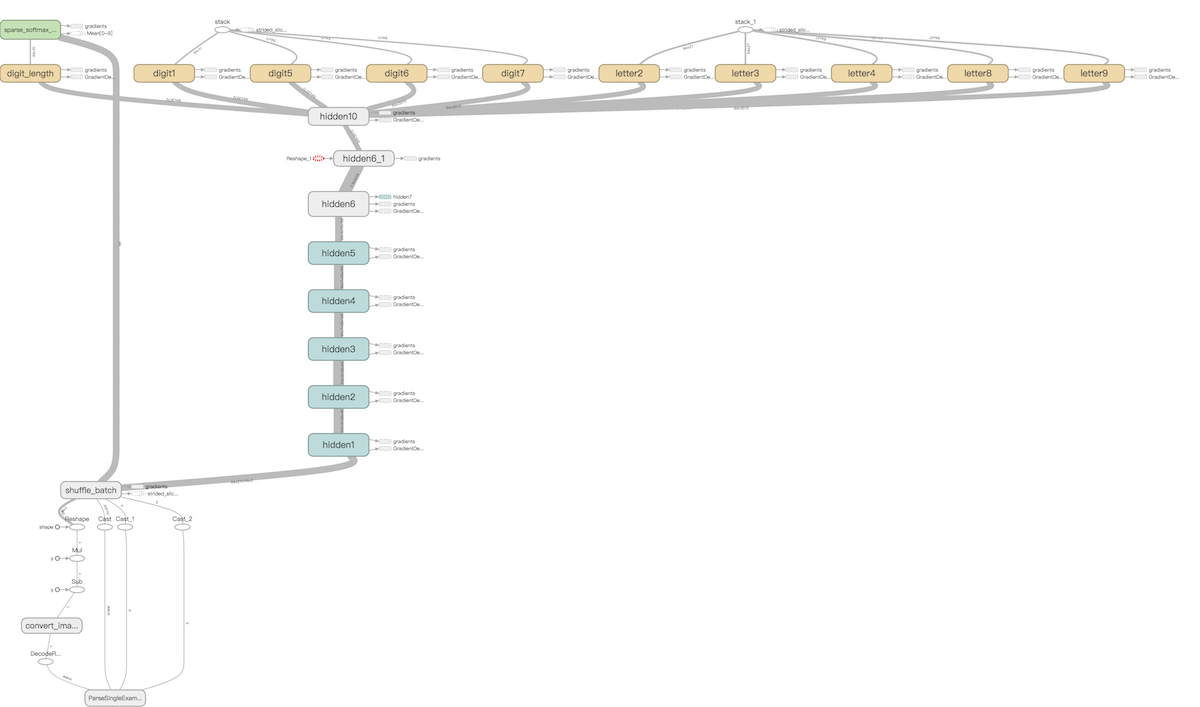 stack
stack_1
sparse_softmax_...
gradients
Mean[0-9]
strided_slic...
strided_slic...
digit_length
gradients
GradientDe...
digit1
gradients
GradientDe...
digit5
gradients
GradientDe...
digit6
gradients
GradientDe...
digit7
gradients
GradientDe...
letter2
gradients
GradientDe...
letter3
gradients
GradientDe...
letter4
gradients
GradientDe...
letter8
gradients
GradientDe...
letter9
gradients
GradientDe...
hidden10
gradients
GradientDe...
Reshape_1
hidden6_1
gradients
hidden6
hidden7
gradients
GradientDe...
hidden5
gradients
GradientDe...
hidden4
gradients
GradientDe...
hidden3
gradients
GradientDe...
hidden2
gradients
GradientDe...
hidden1
gradients
GradientDe...
shuffle_batch
gradients
strided_slic...
Reshape
Cast
Cast_1
Cast_2
shape
Mul
y
Sub
y
convert_ima...
DecodeR...
ParseSingleExam...